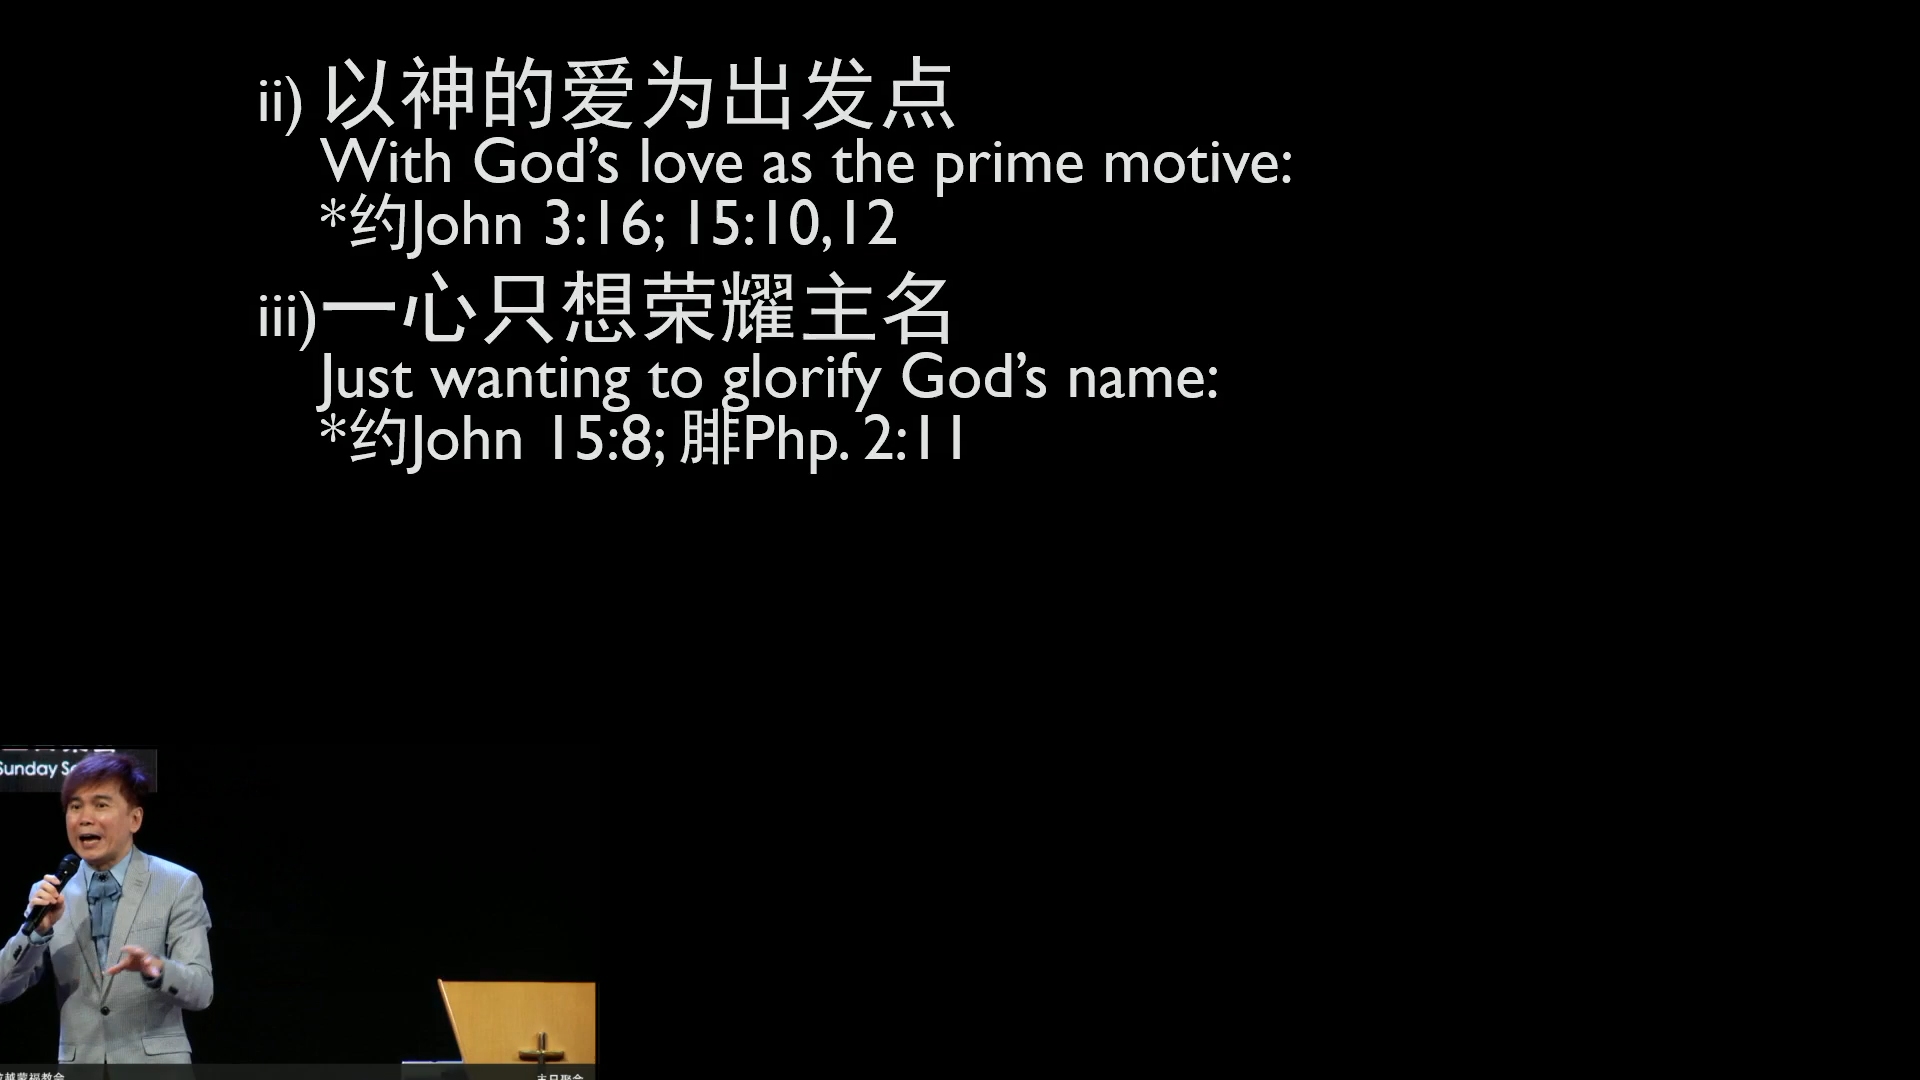 ii) 以神的爱为出发点
With God’s love as the prime motive:
*约John 3:16; 15:10,12
iii)一心只想荣耀主名
Just wanting to glorify God’s name:
*约John 15:8; 腓Php. 2:11
Sunday